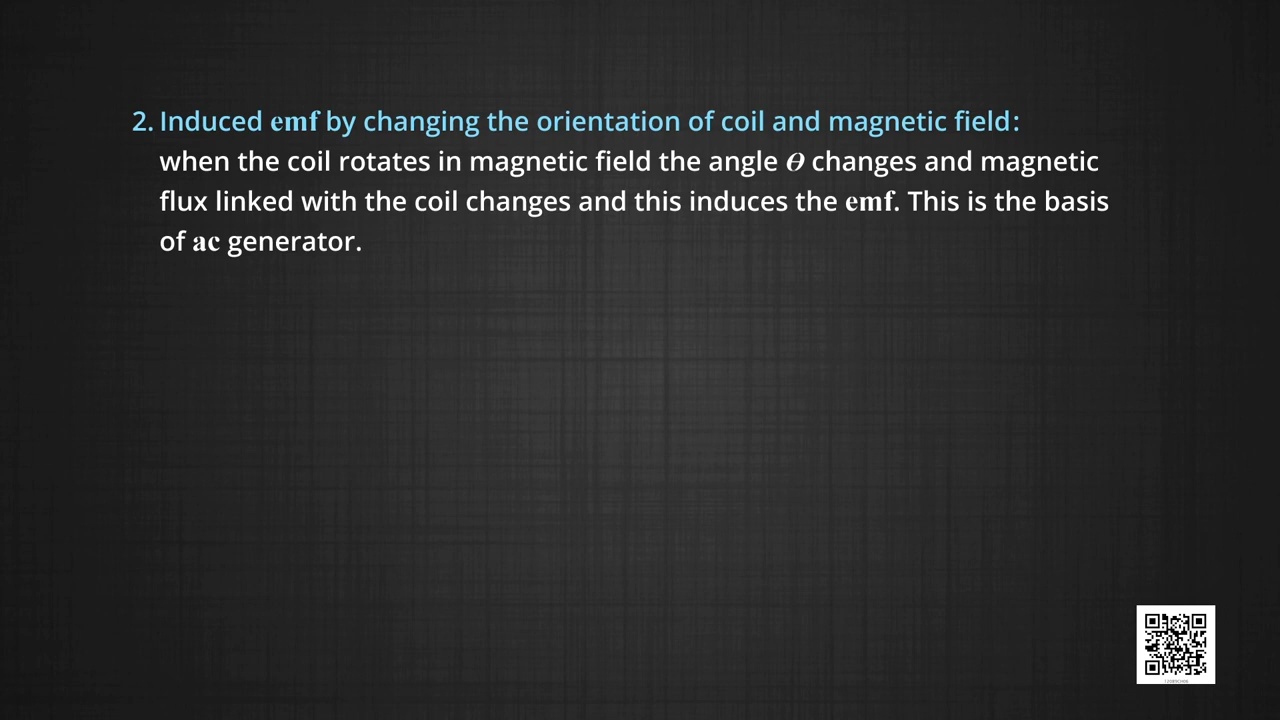 2. Induced emf by changing the orientation of coil and magnetic field:
when the coil rotates in magnetic field the angle θ changes and magnetic
flux linked with the coil changes and this induces the emf. This is the basis
of ac generator.